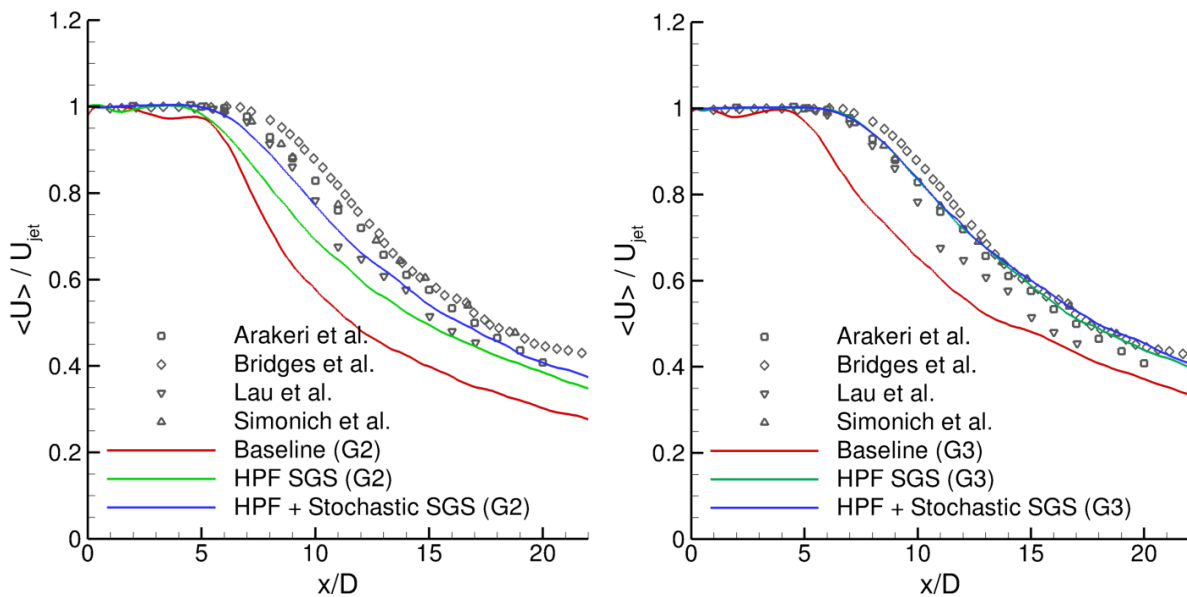 1.2
1
0.8
0.6
0.4
0.2
0
<U> / U_jet
Arakeri et al.
Bridges et al.
Lau et al.
Simonich et al.
Baseline (G2)
HPF SGS (G2)
HPF + Stochastic SGS (G2)
0 5 10 15 20
x/D
1.2
1
0.8
0.6
0.4
0.2
0
<U> / U_jet
Arakeri et al.
Bridges et al.
Lau et al.
Simonich et al.
Baseline (G3)
HPF SGS (G3)
HPF + Stochastic SGS (G3)
0 5 10 15 20
x/D